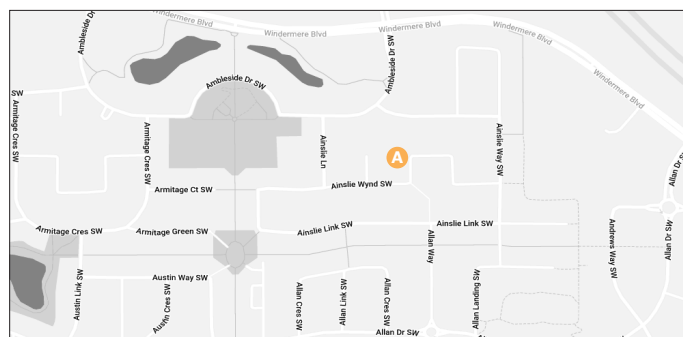 Windermere Blvd
Windermere Blvd
Windermere Blvd
Windermere Blvd
Ambleside Dr SW
Ambleside Dr SW
Ambleside Dr SW
SW
Armitage Cres SW
Armitage Cres SW
Ainslie Ln
A
Ainslie Way SW
Allan Dr SW
Ainslie Wynd SW
Armitage Ct SW
Armitage Cres SW
Armitage Green SW
Ainslie Link SW
Ainslie Link SW
Allan Way
Andrews Way SW
Allan Dr SW
Austin Link SW
Austin Way SW
Austin Cres SW
Allan Cres SW
Allan Link SW
Allan Cres SW
Allan Landing SW
Allan Dr SW